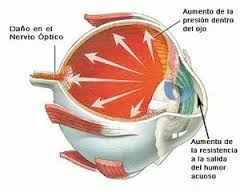 Daño en el
Nervio Óptico
Aumento de la
presión dentro
del ojo
Aumento de
la resistencia
a la salida
del humor
acuoso